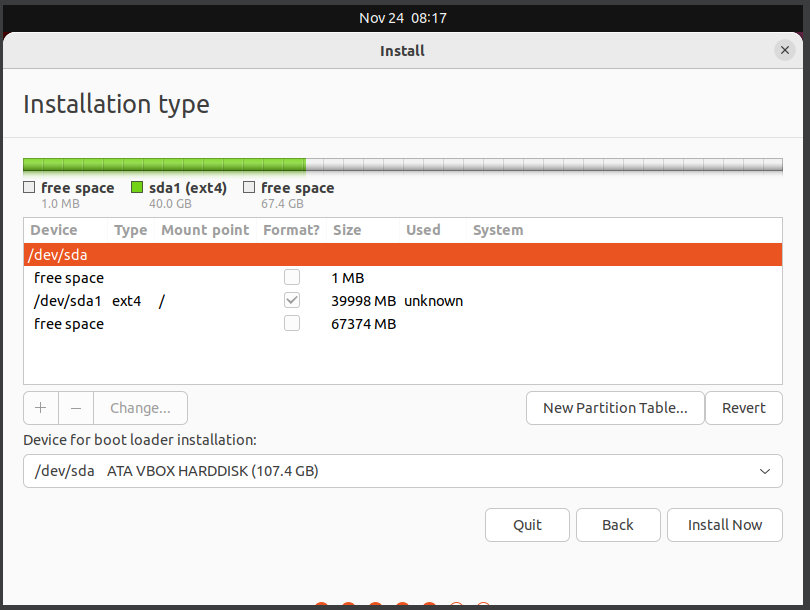 Nov 24 08:17
Install
Installation type
free space sda1 (ext4) free space
1.0 MB 40.0 GB 67.4 GB
Device Type Mount point Format? Size Used System
/dev/sda
free space 1 MB
/dev/sda1 ext4 / 39998 MB unknown
free space 67374 MB
+ − Change... New Partition Table... Revert
Device for boot loader installation:
/dev/sda ATA VBOX HARDDISK (107.4 GB)
Quit Back Install Now